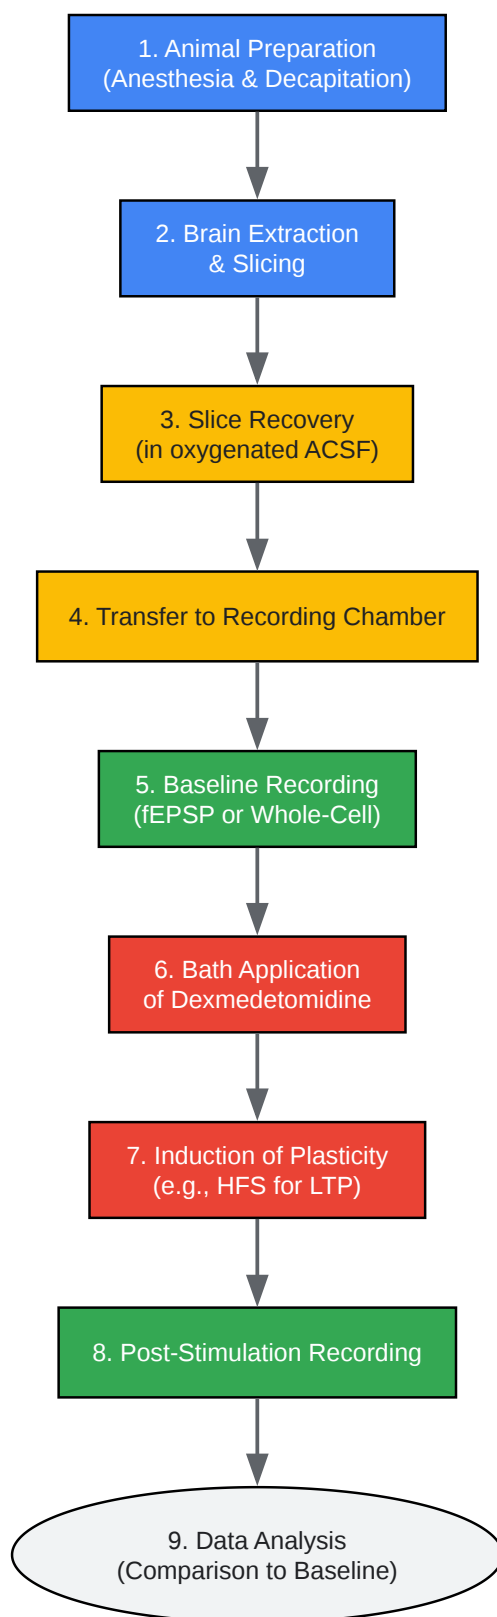 1. Animal Preparation
(Anesthesia & Decapitation)
2. Brain Extraction
& Slicing
3. Slice Recovery
(in oxygenated ACSF)
4. Transfer to Recording Chamber
5. Baseline Recording
(fEPSP or Whole-Cell)
6. Bath Application
of Dexmedetomidine
7. Induction of Plasticity
(e.g., HFS for LTP)
8. Post-Stimulation Recording
9. Data Analysis
(Comparison to Baseline)